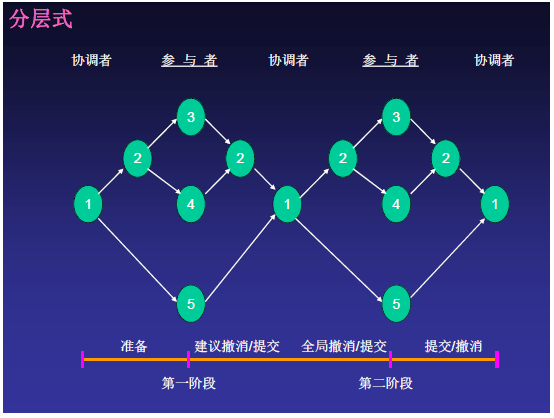 分层式
协调者 参 与 者 协调者 参 与 者 协调者
3 3
2 2 2 2
1 4 1 4 1
5 5
准备 建议撤消/提交 全局撤消/提交 提交/撤消
第一阶段 第二阶段